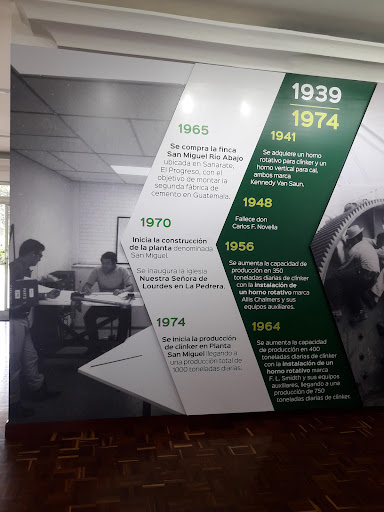 1939
1974
1941
Se adquiere un horno
rotativo para clinker y un
horno vertical para cal,
ambos marca
Kennedy Van Saun.
1948
Fallece don
Carlos F. Novella
1956
Se aumenta la capacidad de
producción en 350
toneladas diarias de clinker
con la instalación de
un horno rotativo marca
Allis Chalmers y sus
equipos auxiliares.
1964
Se aumenta la capacidad
de producción en 400
toneladas diarias de clinker
con la instalación de un
horno rotativo marca
F. L. Smidth y sus equipos
auxiliares, llegando a una
producción de 750
toneladas diarias de clinker.
1965
Se compra la finca
San Miguel Río Abajo
ubicada en Sanarate,
El Progreso, con el
objetivo de montar la
segunda fábrica de
cemento en Guatemala.
1970
Inicia la construcción
de la planta denominada
San Miguel.
Se inaugura la iglesia
Nuestra Señora de
Lourdes en La Pedrera.
1974
Se inicia la producción
de clinker en Planta
San Miguel llegando a
una producción total de
1000 toneladas diarias.